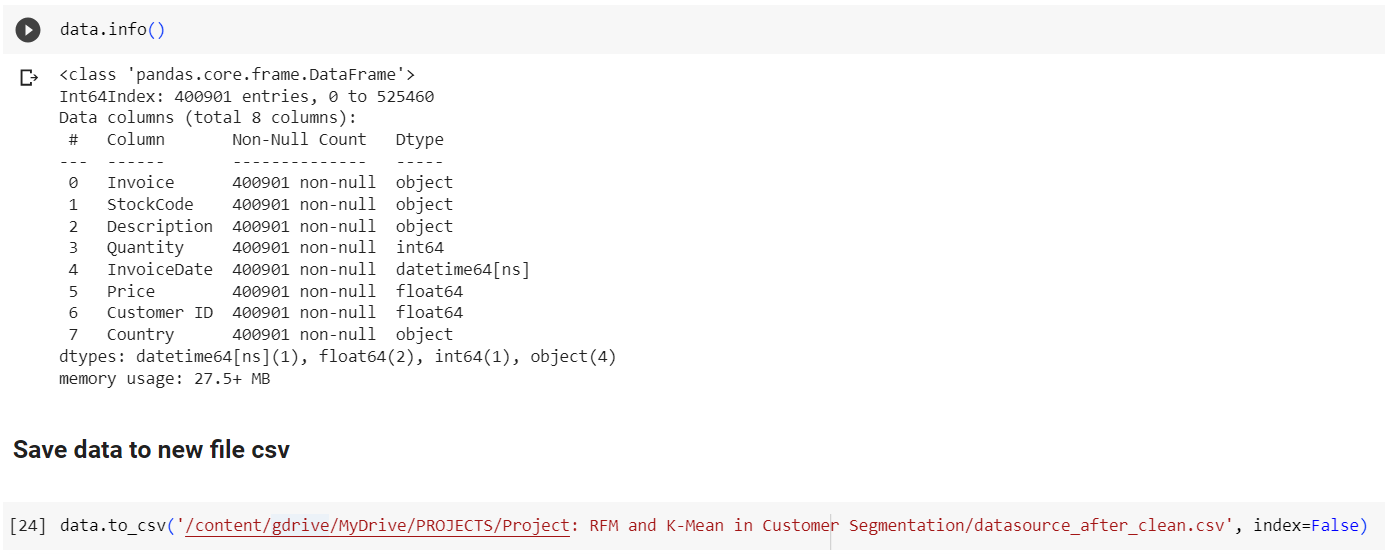 data.info()
<class 'pandas.core.frame.DataFrame'>
Int64Index: 400901 entries, 0 to 525460
Data columns (total 8 columns):
 #   Column       Non-Null Count   Dtype
---  ------       --------------   -----
 0   Invoice      400901 non-null  object
 1   StockCode    400901 non-null  object
 2   Description  400901 non-null  object
 3   Quantity     400901 non-null  int64
 4   InvoiceDate  400901 non-null  datetime64[ns]
 5   Price        400901 non-null  float64
 6   Customer ID  400901 non-null  float64
 7   Country      400901 non-null  object
dtypes: datetime64[ns](1), float64(2), int64(1), object(4)
memory usage: 27.5+ MB
Save data to new file csv
[24] data.to_csv('/content/gdrive/MyDrive/PROJECTS/Project: RFM and K-Mean in Customer Segmentation/datasource_after_clean.csv', index=False)